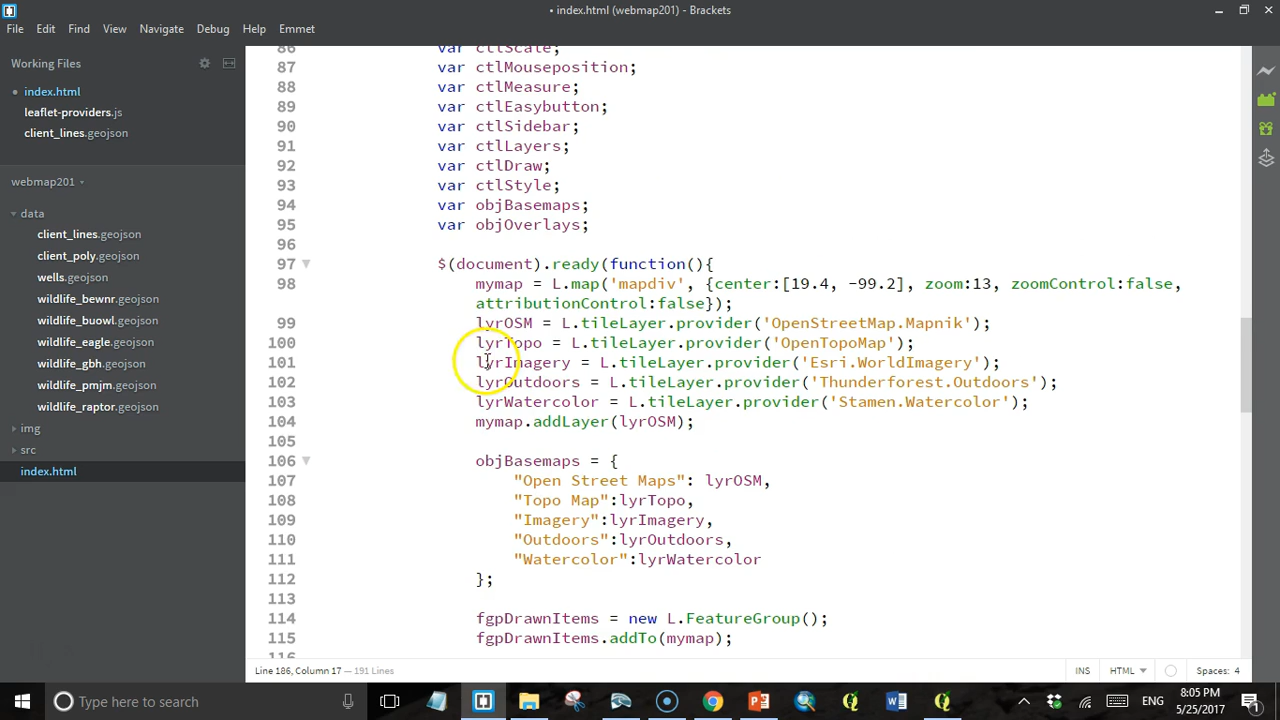 • index.html (webmap201) - Brackets
File Edit Find View Navigate Debug Help Emmet
Working Files
• index.html
leaflet-providers.js
client_lines.geojson
webmap201
data
client_lines.geojson
client_poly.geojson
wells.geojson
wildlife_bewnr.geojson
wildlife_buowl.geojson
wildlife_eagle.geojson
wildlife_gbh.geojson
wildlife_pmjm.geojson
wildlife_raptor.geojson
img
src
index.html
86 var ctlScale;
87 var ctlMouseposition;
88 var ctlMeasure;
89 var ctlEasybutton;
90 var ctlSidebar;
91 var ctlLayers;
92 var ctlDraw;
93 var ctlStyle;
94 var objBasemaps;
95 var objOverlays;
96
97 $(document).ready(function(){
98 mymap = L.map('mapdiv', {center:[19.4, -99.2], zoom:13, zoomControl:false,
attributionControl:false});
99 lyrOSM = L.tileLayer.provider('OpenStreetMap.Mapnik');
100 lyrTopo = L.tileLayer.provider('OpenTopoMap');
101 lyrImagery = L.tileLayer.provider('Esri.WorldImagery');
102 lyrOutdoors = L.tileLayer.provider('Thunderforest.Outdoors');
103 lyrWatercolor = L.tileLayer.provider('Stamen.Watercolor');
104 mymap.addLayer(lyrOSM);
105
106 objBasemaps = {
107 "Open Street Maps": lyrOSM,
108 "Topo Map":lyrTopo,
109 "Imagery":lyrImagery,
110 "Outdoors":lyrOutdoors,
111 "Watercolor":lyrWatercolor
112 };
113
114 fgpDrawnItems = new L.FeatureGroup();
115 fgpDrawnItems.addTo(mymap);
116
Line 186, Column 17 — 191 Lines INS HTML Spaces: 4
Type here to search
ENG
8:05 PM
5/25/2017